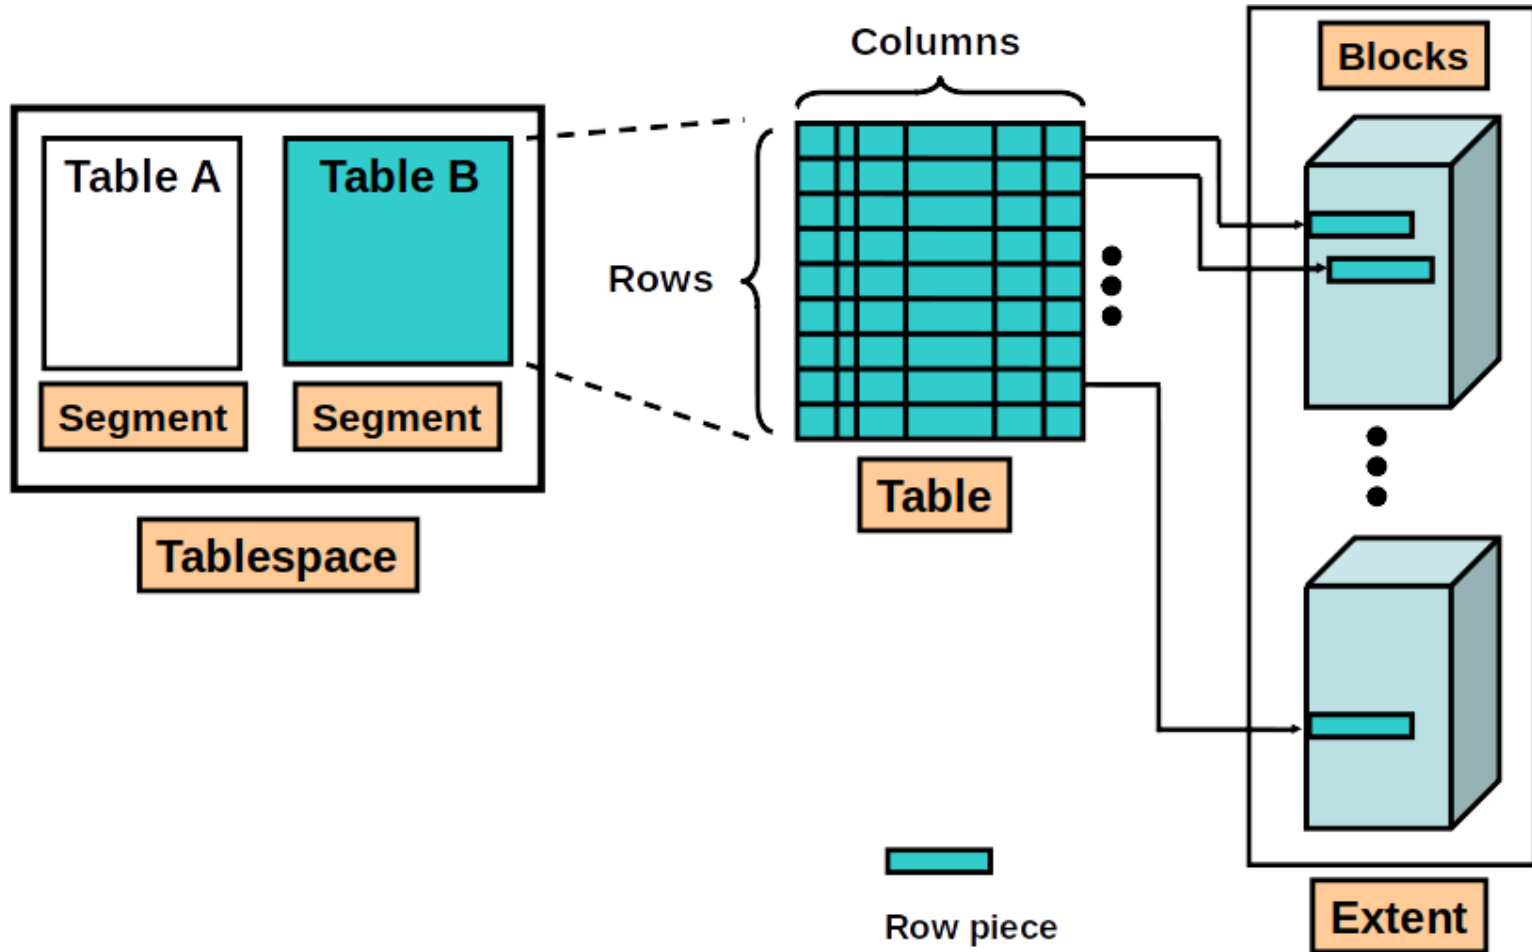 Columns
Blocks
Table A
Table B
Rows
Segment
Segment
Table
Tablespace
Row piece
Extent